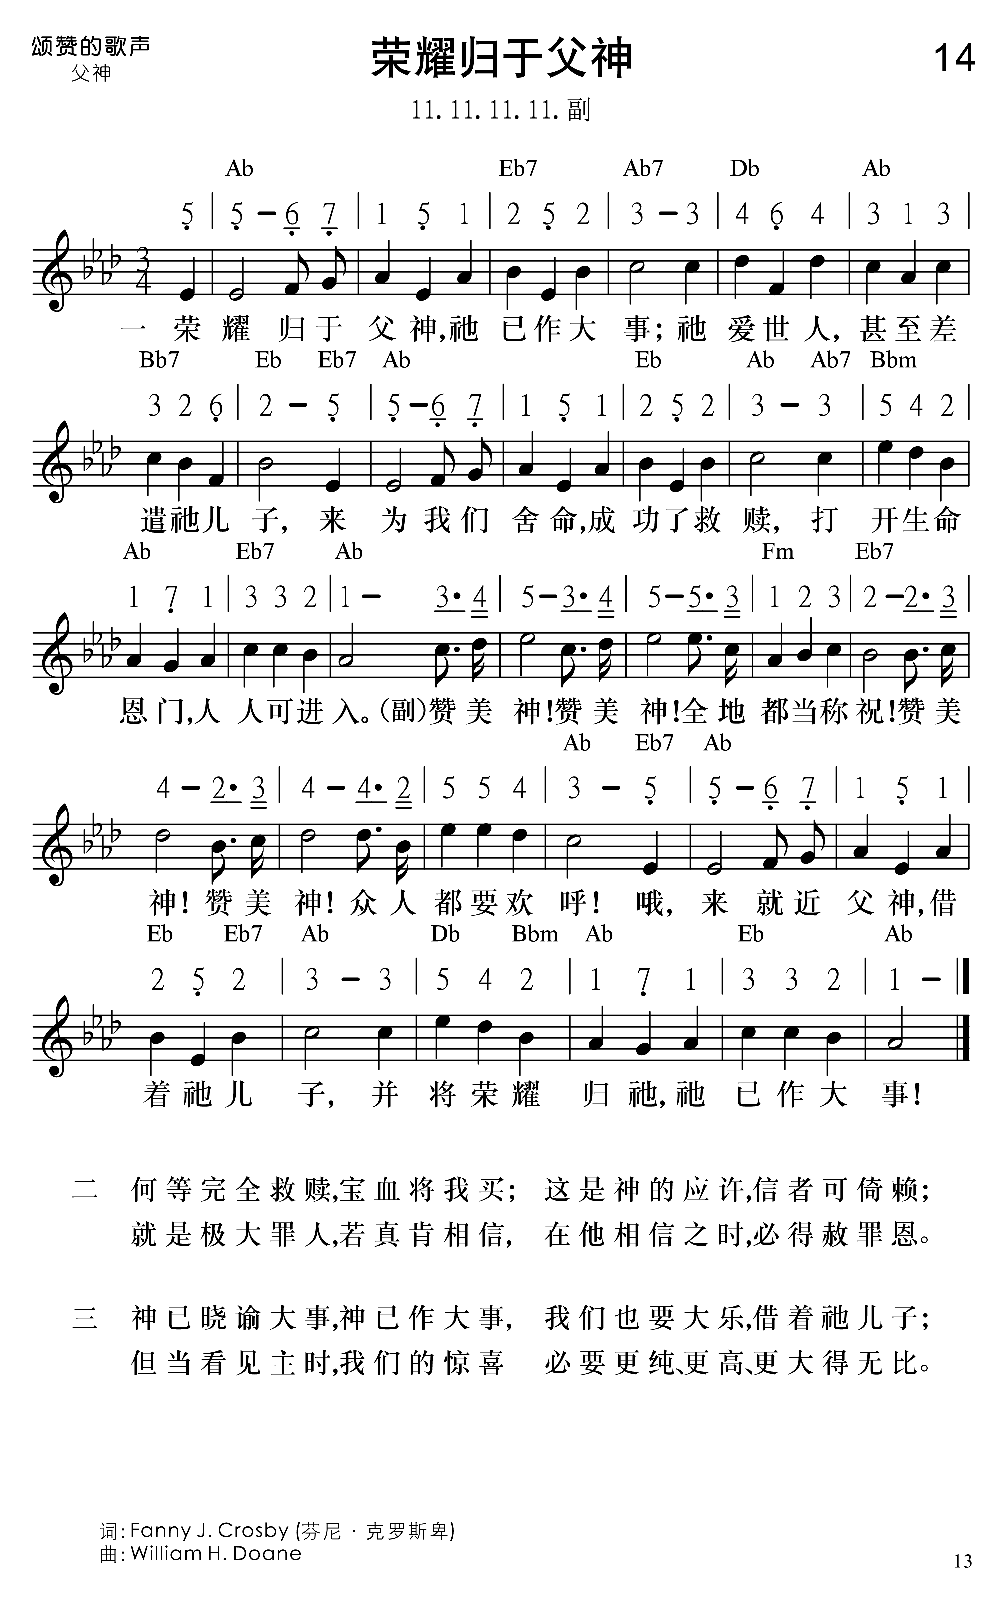 颂赞的歌声
父神
荣耀归于父神
14
11. 11. 11. 11. 副
Ab Eb7 Ab7 Db Ab
5 | 5 – 6 7 | 1 5 1 | 2 5 2 | 3 – 3 | 4 6 4 | 3 1 3 |
3
4
一 荣 耀 归 于 父 神,祂 已 作 大 事; 祂 爱 世 人, 甚 至 差
Bb7 Eb Eb7 Ab Eb Ab Ab7 Bbm
3 2 6 | 2 – 5 | 5 – 6 7 | 1 5 1 | 2 5 2 | 3 – 3 | 5 4 2 |
遣 祂 儿 子, 来 为 我 们 舍 命,成 功 了 救 赎, 打 开 生 命
Ab Eb7 Ab Fm Eb7
1 7 1 | 3 3 2 | 1 – 3· 4 | 5 – 3· 4 | 5 – 5· 3 | 1 2 3 | 2 – 2· 3 |
恩 门,人 人 可 进 入。(副)赞 美 神!赞 美 神!全 地 都 当 称 祝!赞 美
Ab Eb7 Ab
4 – 2· 3 | 4 – 4· 2 | 5 5 4 | 3 – 5 | 5 – 6 7 | 1 5 1 |
神! 赞 美 神! 众 人 都 要 欢 呼! 哦, 来 就 近 父 神,借
Eb Eb7 Ab Db Bbm Ab Eb Ab
2 5 2 | 3 – 3 | 5 4 2 | 1 7 1 | 3 3 2 | 1 – ‖
着 祂 儿 子, 并 将 荣 耀 归 祂,祂 已 作 大 事!
二 何 等 完 全 救 赎,宝 血 将 我 买; 这 是 神 的 应 许,信 者 可 倚 赖;
就 是 极 大 罪 人,若 真 肯 相 信, 在 他 相 信 之 时,必 得 赦 罪 恩。
三 神 已 晓 谕 大 事,神 已 作 大 事, 我 们 也 要 大 乐,借 着 祂 儿 子;
但 当 看 见 主 时,我 们 的 惊 喜 必 要 更 纯、更 高、更 大 得 无 比。
词: Fanny J. Crosby (芬尼 · 克罗斯卑)
曲: William H. Doane
13